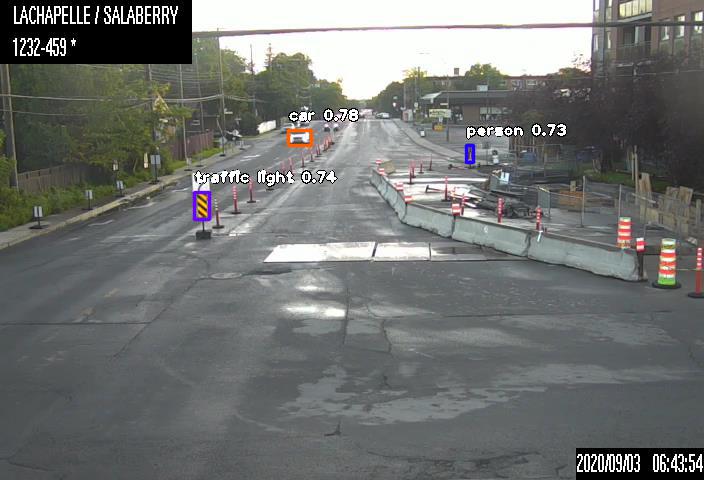 LACHAPELLE / SALABERRY
1232-459 *
car 0.78
person 0.73
traffic light 0.74
2020/09/03 06:43:54